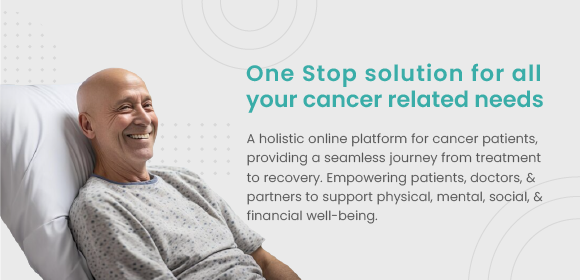 One Stop solution for all
your cancer related needs
A holistic online platform for cancer patients,
providing a seamless journey from treatment
to recovery. Empowering patients, doctors, &
partners to support physical, mental, social, &
financial well-being.